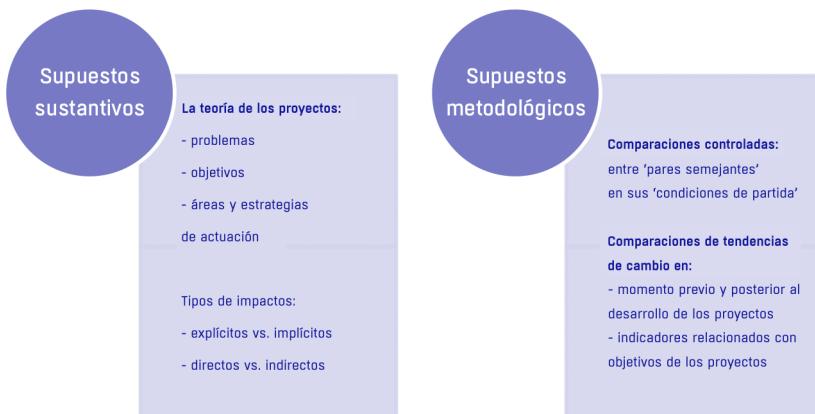 Supuestos
sustantivos
La teoría de los proyectos:
- problemas
- objetivos
- áreas y estrategias
de actuación
Tipos de impactos:
- explícitos vs. implícitos
- directos vs. indirectos
Supuestos
metodológicos
Comparaciones controladas:
entre ‘pares semejantes’
en sus ‘condiciones de partida’
Comparaciones de tendencias
de cambio en:
- momento previo y posterior al
desarrollo de los proyectos
- indicadores relacionados con
objetivos de los proyectos